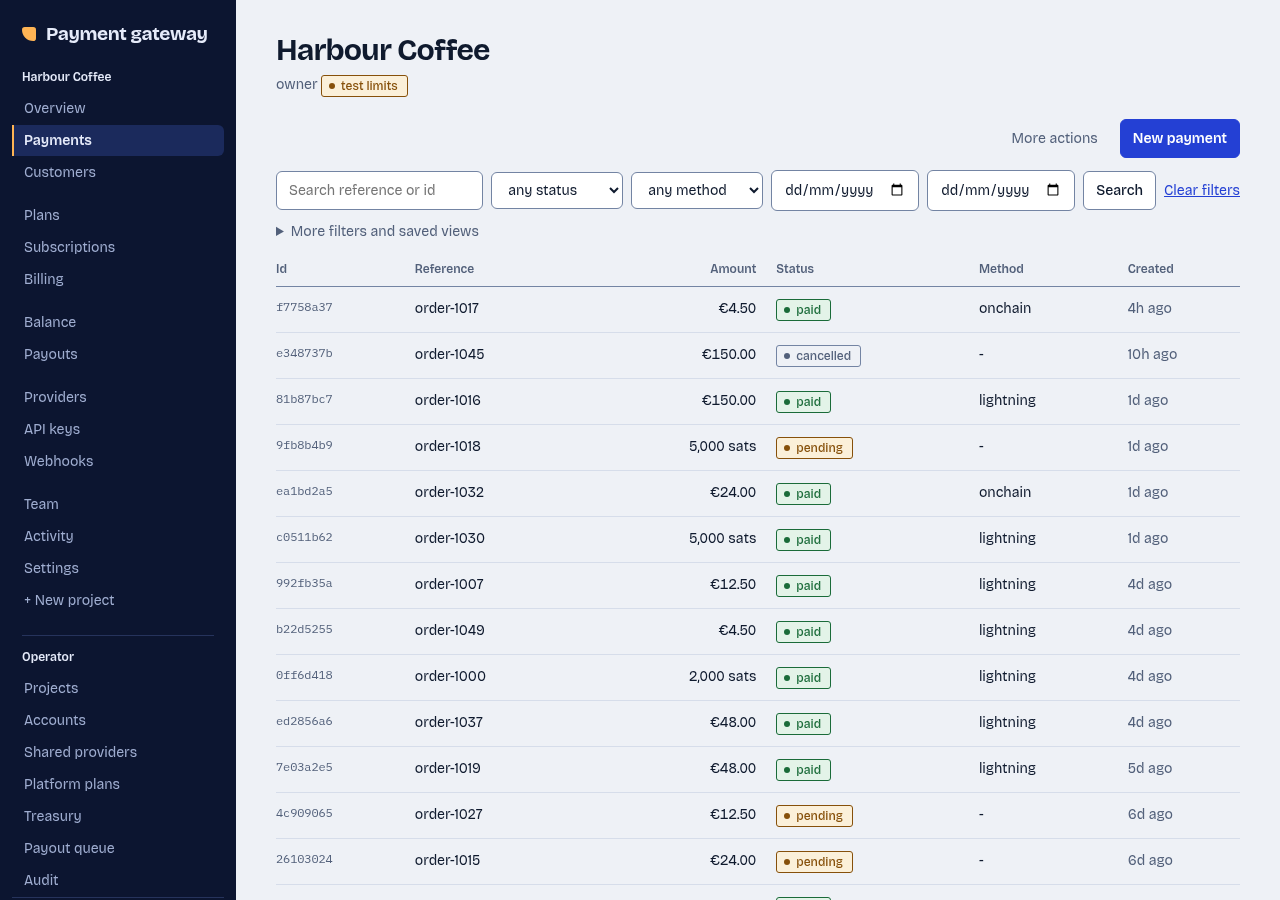 Payment gateway
Harbour Coffee
Overview
Payments
Customers
Plans
Subscriptions
Billing
Balance
Payouts
Providers
API keys
Webhooks
Team
Activity
Settings
+ New project
Operator
Projects
Accounts
Shared providers
Platform plans
Treasury
Payout queue
Audit
Harbour Coffee
owner test limits
More actions New payment
Search reference or id any status any method dd/mm/yyyy dd/mm/yyyy Search Clear filters
More filters and saved views
Id Reference Amount Status Method Created
f7758a37 order-1017 €4.50 paid onchain 4h ago
e348737b order-1045 €150.00 cancelled - 10h ago
81b87bc7 order-1016 €150.00 paid lightning 1d ago
9fb8b4b9 order-1018 5,000 sats pending - 1d ago
ea1bd2a5 order-1032 €24.00 paid onchain 1d ago
c0511b62 order-1030 5,000 sats paid lightning 1d ago
992fb35a order-1007 €12.50 paid lightning 4d ago
b22d5255 order-1049 €4.50 paid lightning 4d ago
0ff6d418 order-1000 2,000 sats paid lightning 4d ago
ed2856a6 order-1037 €48.00 paid lightning 4d ago
7e03a2e5 order-1019 €48.00 paid lightning 5d ago
4c909065 order-1027 €12.50 pending - 6d ago
26103024 order-1015 €24.00 pending - 6d ago